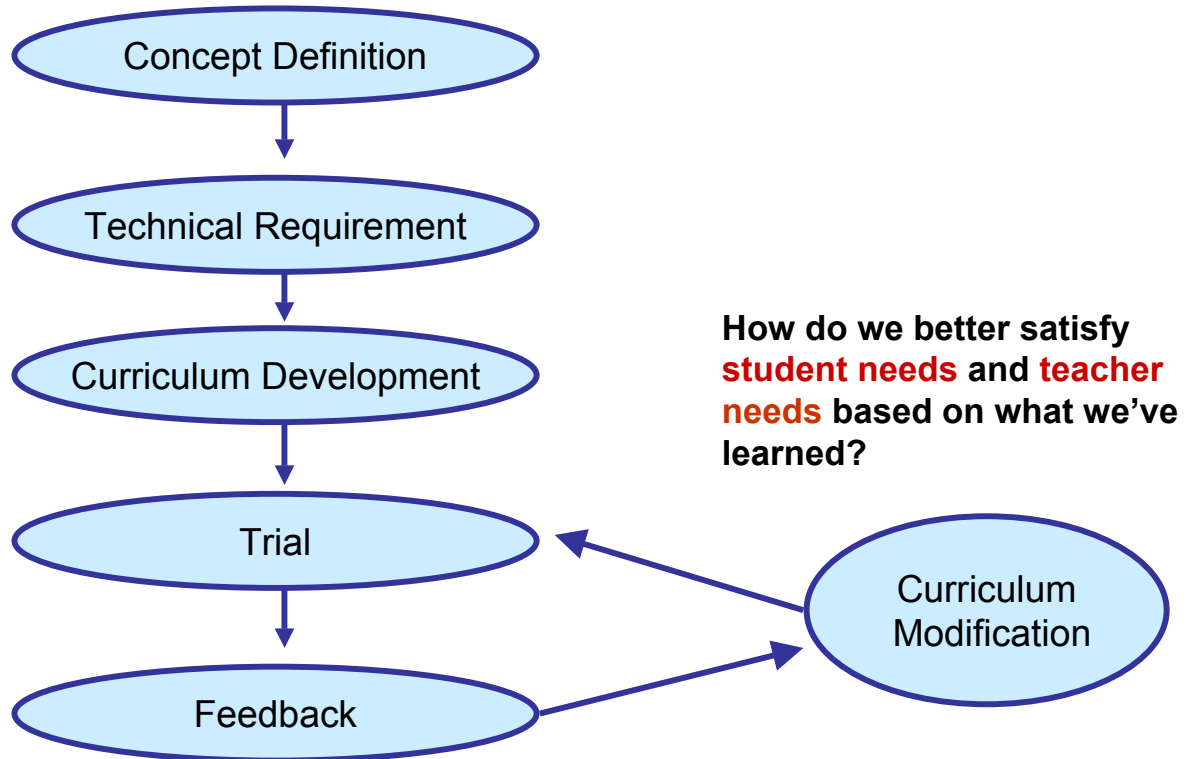 Concept Definition
Technical Requirement
Curriculum Development
Trial
Feedback
How do we better satisfy
student needs and teacher
needs based on what we’ve
learned?
Curriculum
Modification